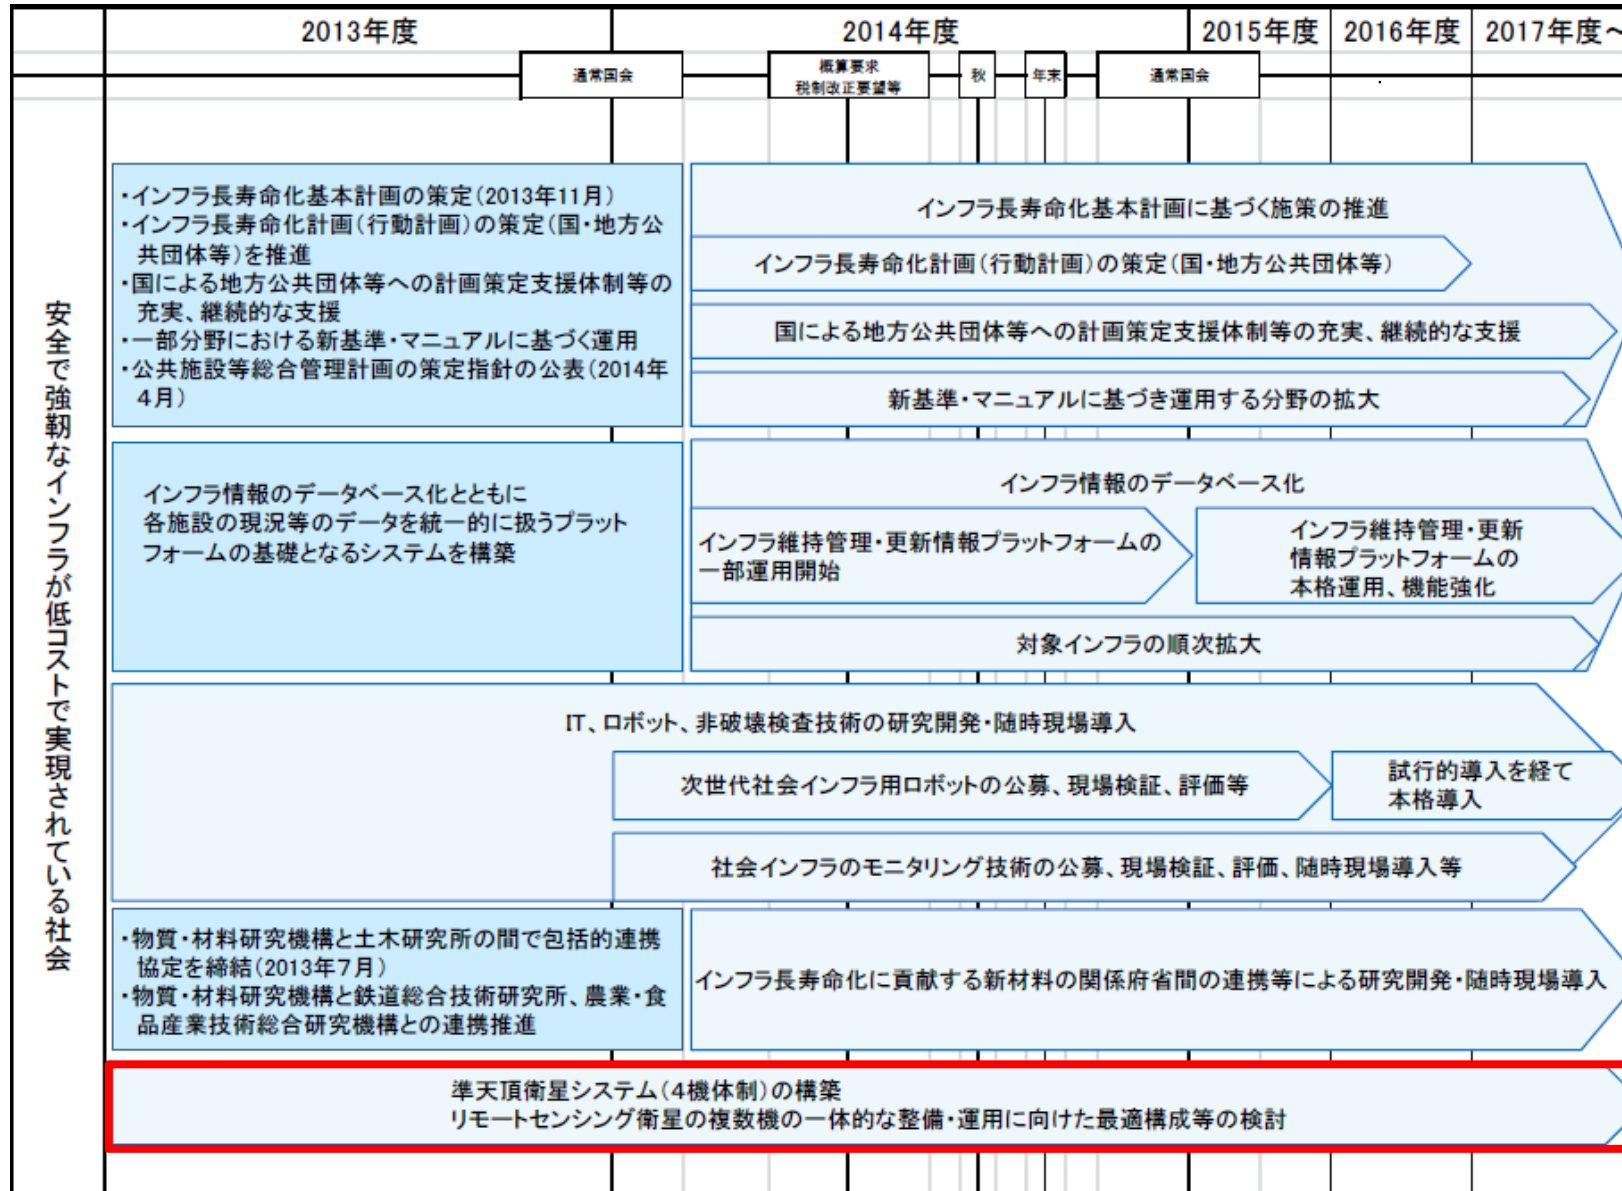 2013年度
2014年度
2015年度
2016年度
2017年度~
通常国会
概算要求
税制改正要望等
秋
年末
通常国会
安全で強靭なインフラが低コストで実現されている社会
・インフラ長寿命化基本計画の策定(2013年11月)
・インフラ長寿命化計画(行動計画)の策定(国・地方公
共団体等)を推進
・国による地方公共団体等への計画策定支援体制等の
充実、継続的な支援
・一部分野における新基準・マニュアルに基づく運用
・公共施設等総合管理計画の策定指針の公表(2014年
4月)
インフラ長寿命化基本計画に基づく施策の推進
インフラ長寿命化計画(行動計画)の策定(国・地方公共団体等)
国による地方公共団体等への計画策定支援体制等の充実、継続的な支援
新基準・マニュアルに基づき運用する分野の拡大
インフラ情報のデータベース化とともに
各施設の現況等のデータを統一的に扱うプラット
フォームの基礎となるシステムを構築
インフラ情報のデータベース化
インフラ維持管理・更新情報プラットフォームの
一部運用開始
インフラ維持管理・更新
情報プラットフォームの
本格運用、機能強化
対象インフラの順次拡大
IT、ロボット、非破壊検査技術の研究開発・随時現場導入
次世代社会インフラ用ロボットの公募、現場検証、評価等
試行的導入を経て
本格導入
社会インフラのモニタリング技術の公募、現場検証、評価、随時現場導入等
・物質・材料研究機構と土木研究所の間で包括的連携
協定を締結(2013年7月)
・物質・材料研究機構と鉄道総合技術研究所、農業・食
品産業技術総合研究機構との連携推進
インフラ長寿命化に貢献する新材料の関係府省間の連携等による研究開発・随時現場導入
準天頂衛星システム(4機体制)の構築
リモートセンシング衛星の複数機の一体的な整備・運用に向けた最適構成等の検討